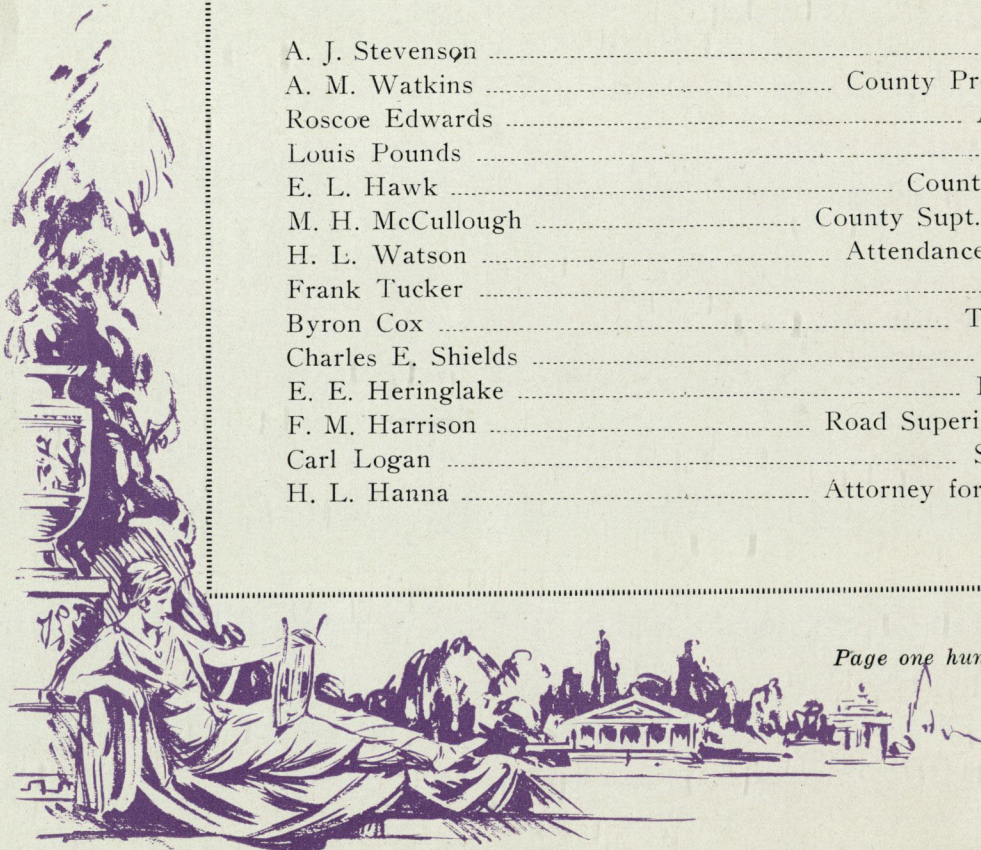 A. J. Stevenson
A. M. Watkins County Pr
Roscoe Edwards
Louis Pounds
E. L. Hawk Count
M. H. McCullough County Supt.
H. L. Watson Attendance
Frank Tucker
Byron Cox T
Charles E. Shields
E. E. Heringlake
F. M. Harrison Road Superi
Carl Logan S
H. L. Hanna Attorney for
Page one hun